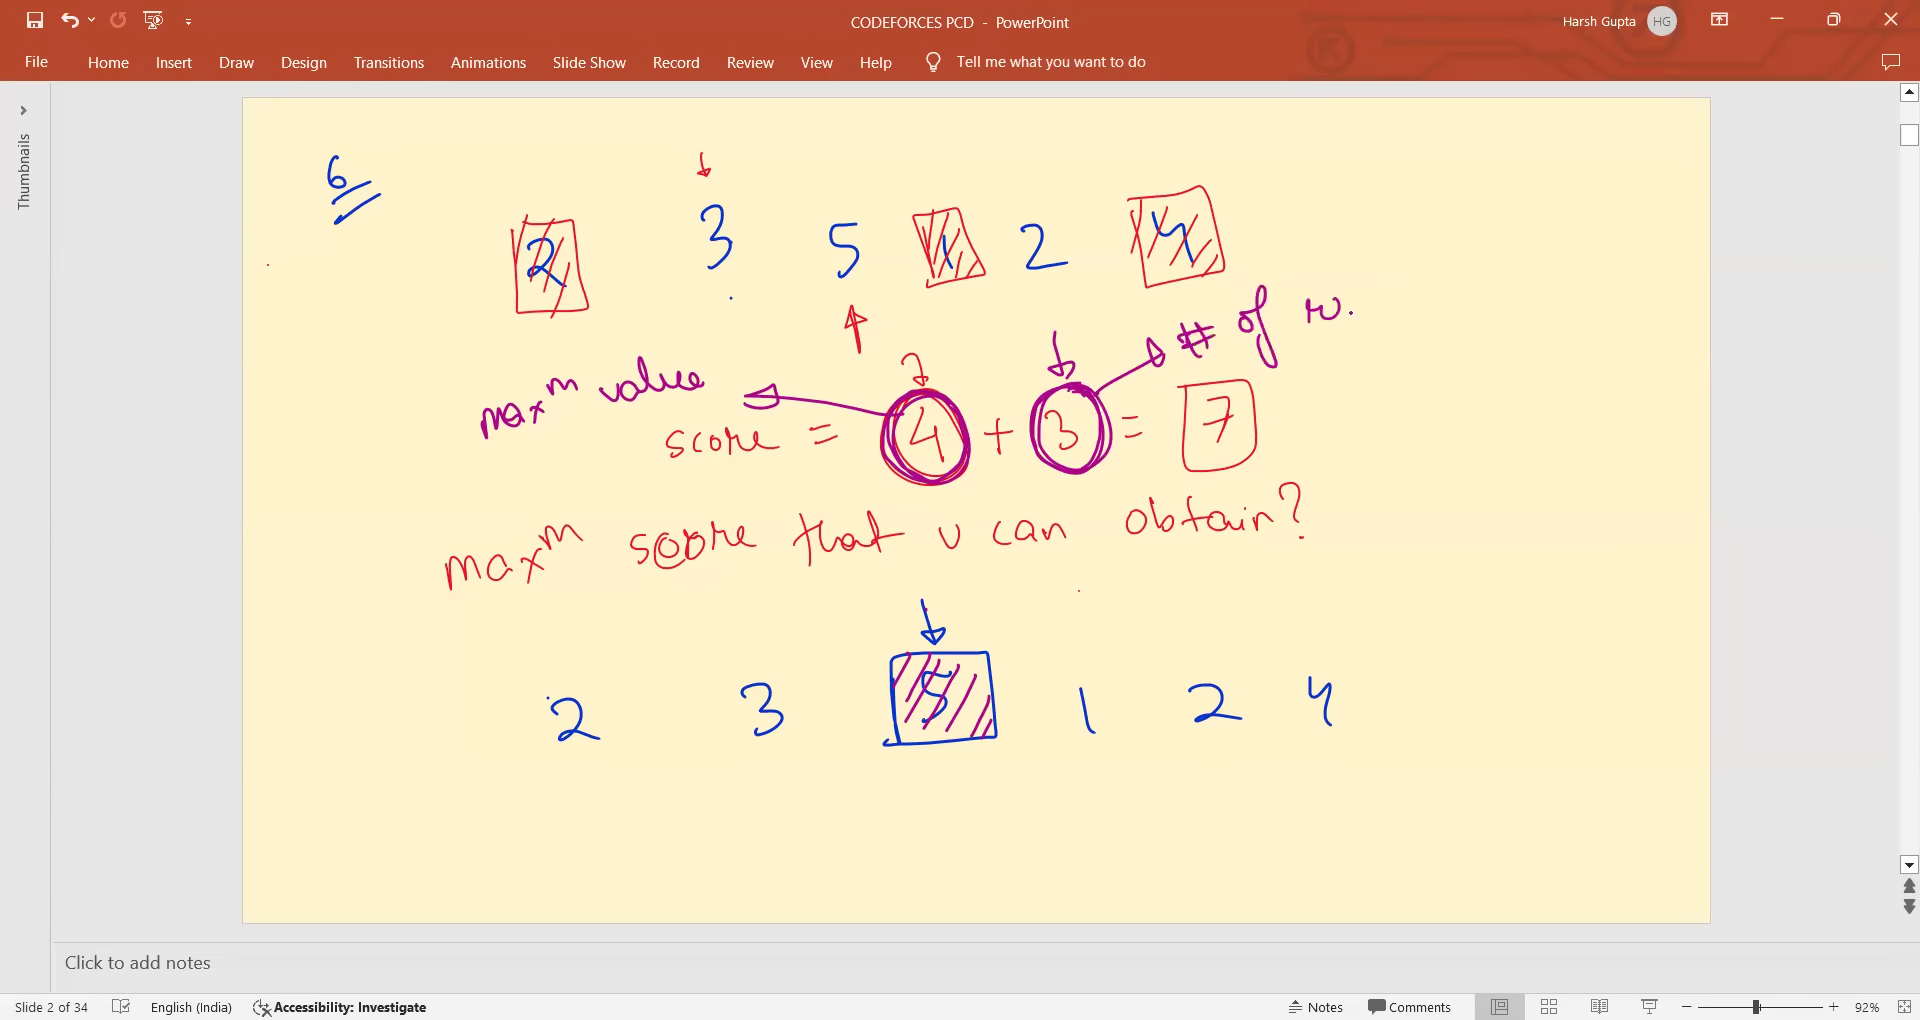 CODEFORCES PCD - PowerPoint
Harsh Gupta HG
File Home Insert Draw Design Transitions Animations Slide Show Record Review View Help Tell me what you want to do
Thumbnails
6
2 3 5 1 2 4
# of
maxᵐ value
score = 4 + 3 = 7
maxᵐ score that u can obtain?
2 3 5 1 2 4
Click to add notes
Slide 2 of 34 English (India) Accessibility: Investigate Notes Comments 92%